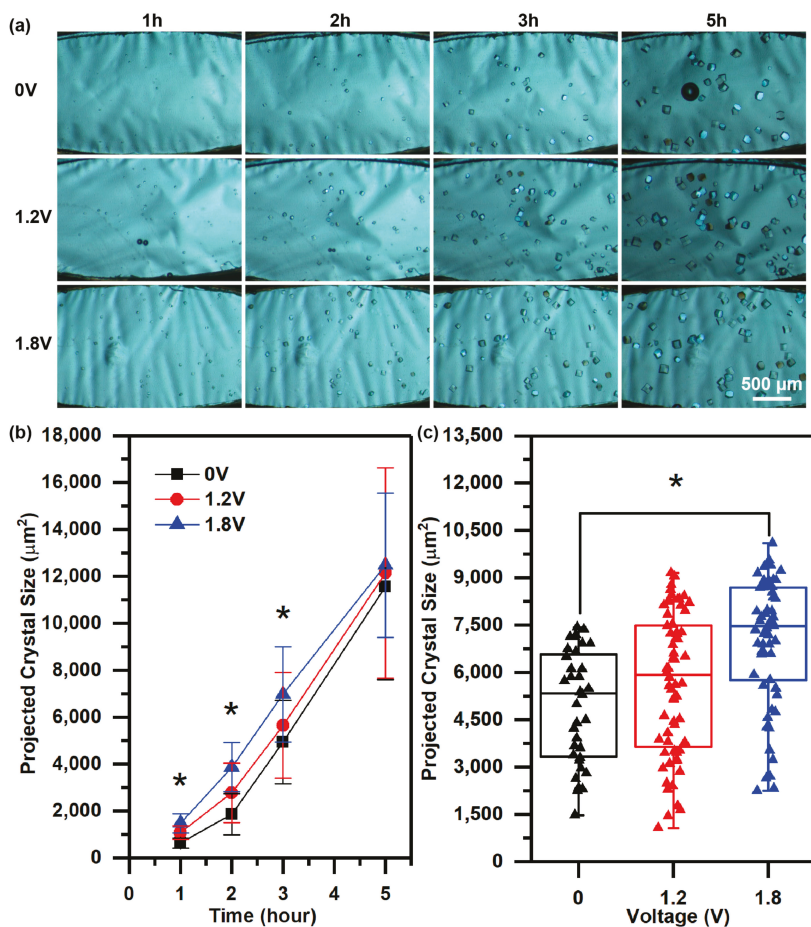 (a) 1h 2h 3h 5h
0V
1.2V
1.8V
500 µm
(b)
18,000
16,000
14,000
12,000
10,000
8,000
6,000
4,000
2,000
0
Projected Crystal Size (µm²)
0V
1.2V
1.8V
*
*
*
0 1 2 3 4 5
Time (hour)
(c)
13,500
12,000
10,500
9,000
7,500
6,000
4,500
3,000
1,500
0
Projected Crystal Size (µm²)
*
0 1.2 1.8
Voltage (V)